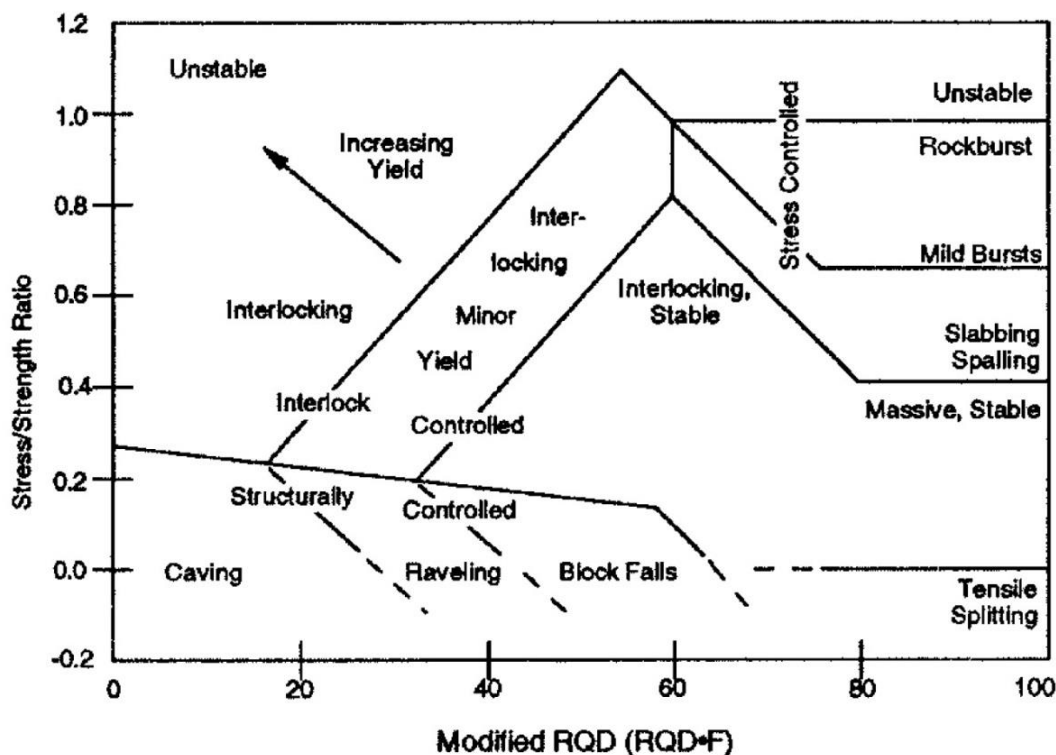 1.2
1.0
0.8
0.6
0.4
0.2
0.0
-0.2
Stress/Strength Ratio
Unstable
Increasing
Yield
Interlocking
Interlock
Inter-
locking
Minor
Yield
Controlled
Interlocking,
Stable
Stress Controlled
Unstable
Rockburst
Mild Bursts
Slabbing
Spalling
Massive, Stable
Structurally
Controlled
Caving
Raveling
Block Falls
Tensile
Splitting
0
20
40
60
80
100
Modified RQD (RQD•F)